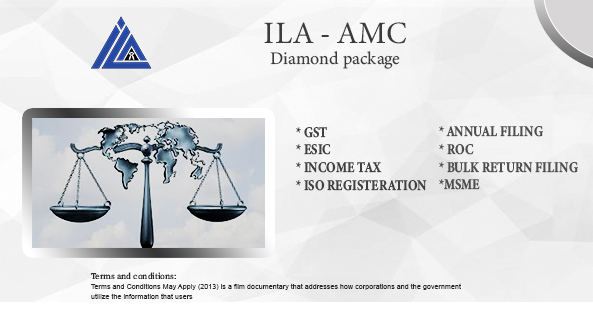 ILA - AMC
Diamond package
* GST
* ESIC
* INCOME TAX
* ISO REGISTERATION
* ANNUAL FILING
* ROC
* BULK RETURN FILING
*MSME
Terms and conditions:
Terms and Conditions May Apply (2013) is a film documentary that addresses how corporations and the government
utilize the information that users